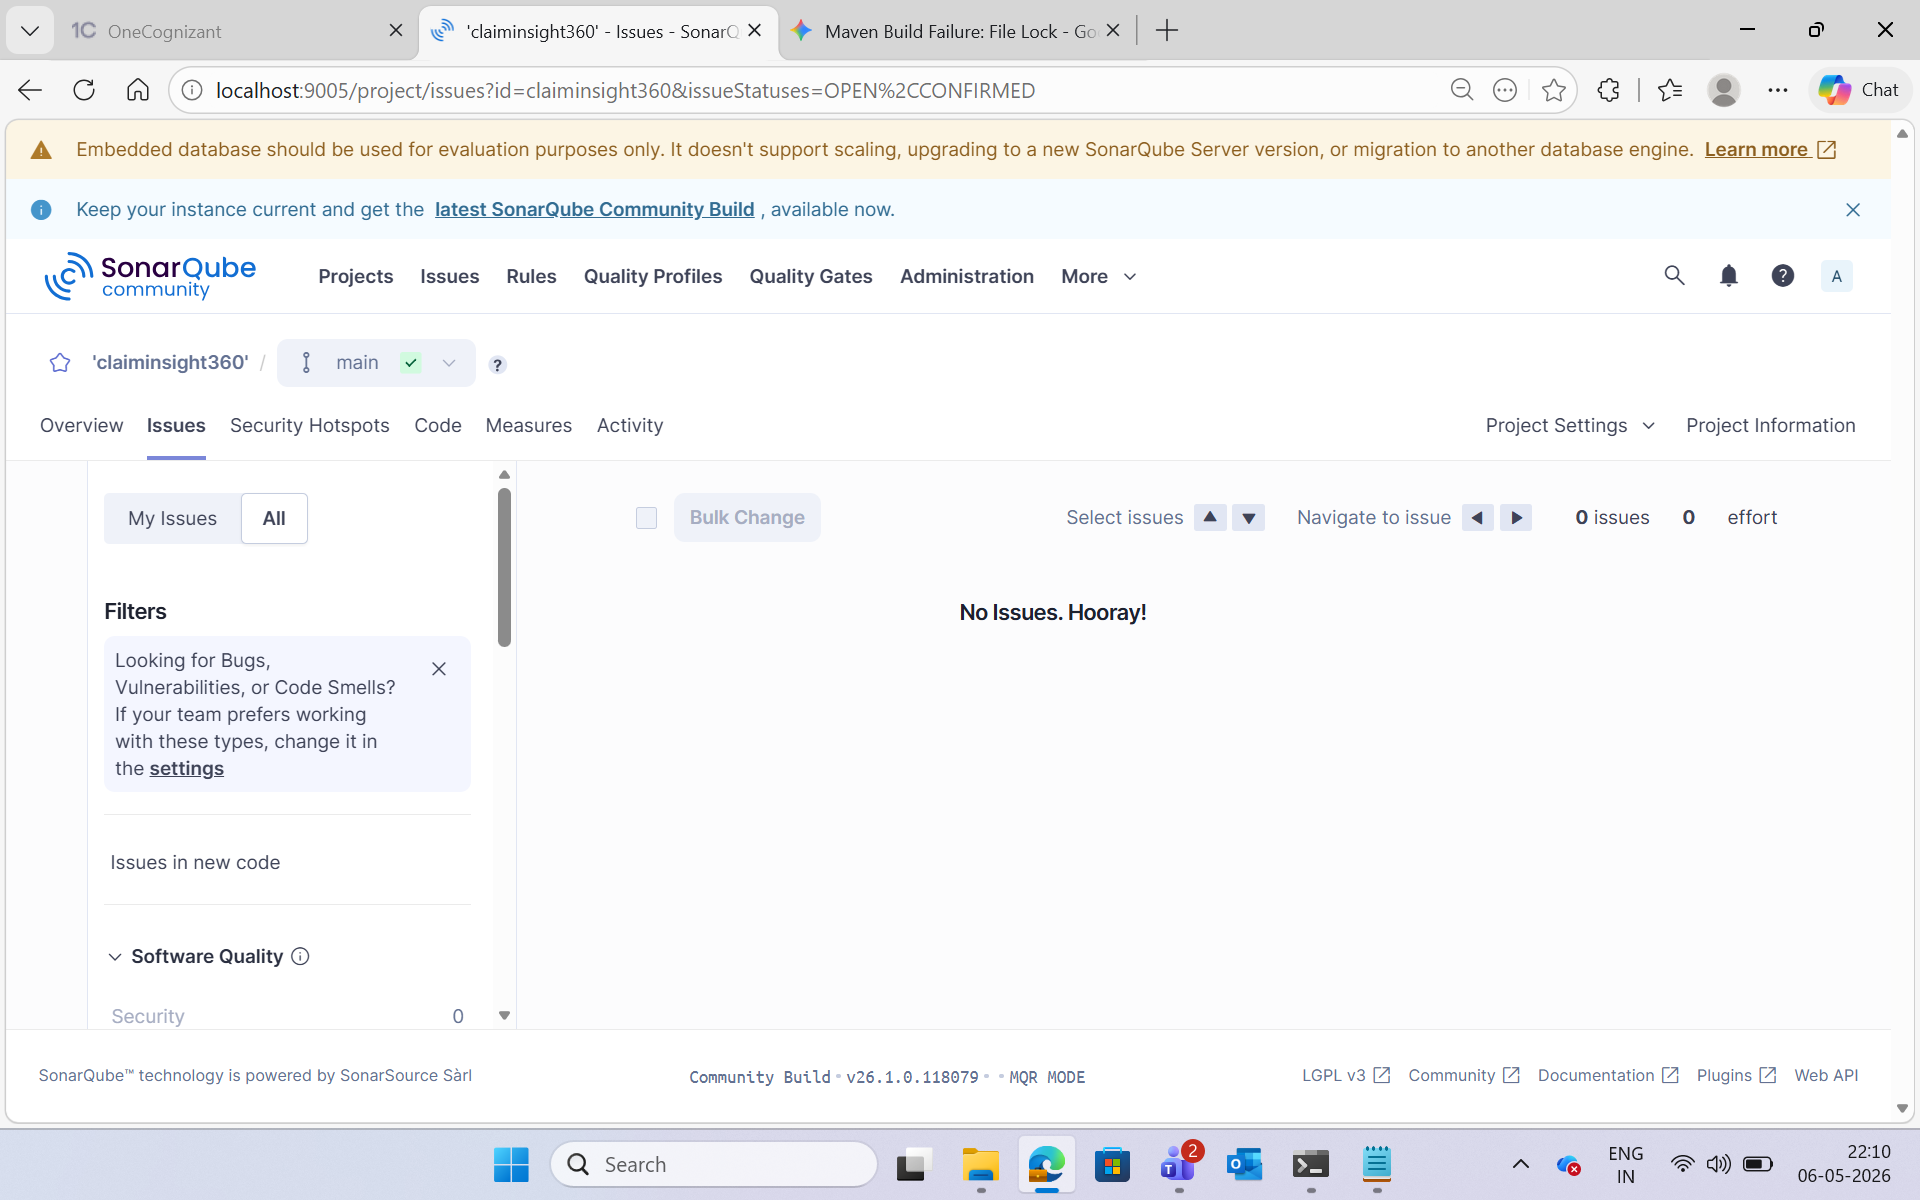 1C OneCognizant
'claiminsight360' - Issues - SonarQ
Maven Build Failure: File Lock - Go
localhost:9005/project/issues?id=claiminsight360&issueStatuses=OPEN%2CCONFIRMED
Chat
Embedded database should be used for evaluation purposes only. It doesn't support scaling, upgrading to a new SonarQube Server version, or migration to another database engine. Learn more
Keep your instance current and get the latest SonarQube Community Build , available now.
SonarQube
community
Projects
Issues
Rules
Quality Profiles
Quality Gates
Administration
More
A
'claiminsight360' / main
Overview
Issues
Security Hotspots
Code
Measures
Activity
Project Settings
Project Information
My Issues
All
Bulk Change
Select issues
Navigate to issue
0 issues
0 effort
Filters
No Issues. Hooray!
Looking for Bugs,
Vulnerabilities, or Code Smells?
If your team prefers working
with these types, change it in
the settings
Issues in new code
Software Quality
Security 0
SonarQube™ technology is powered by SonarSource Sàrl
Community Build • v26.1.0.118079 • • MQR MODE
LGPL v3
Community
Documentation
Plugins
Web API
Search
2
ENG
IN
22:10
06-05-2026